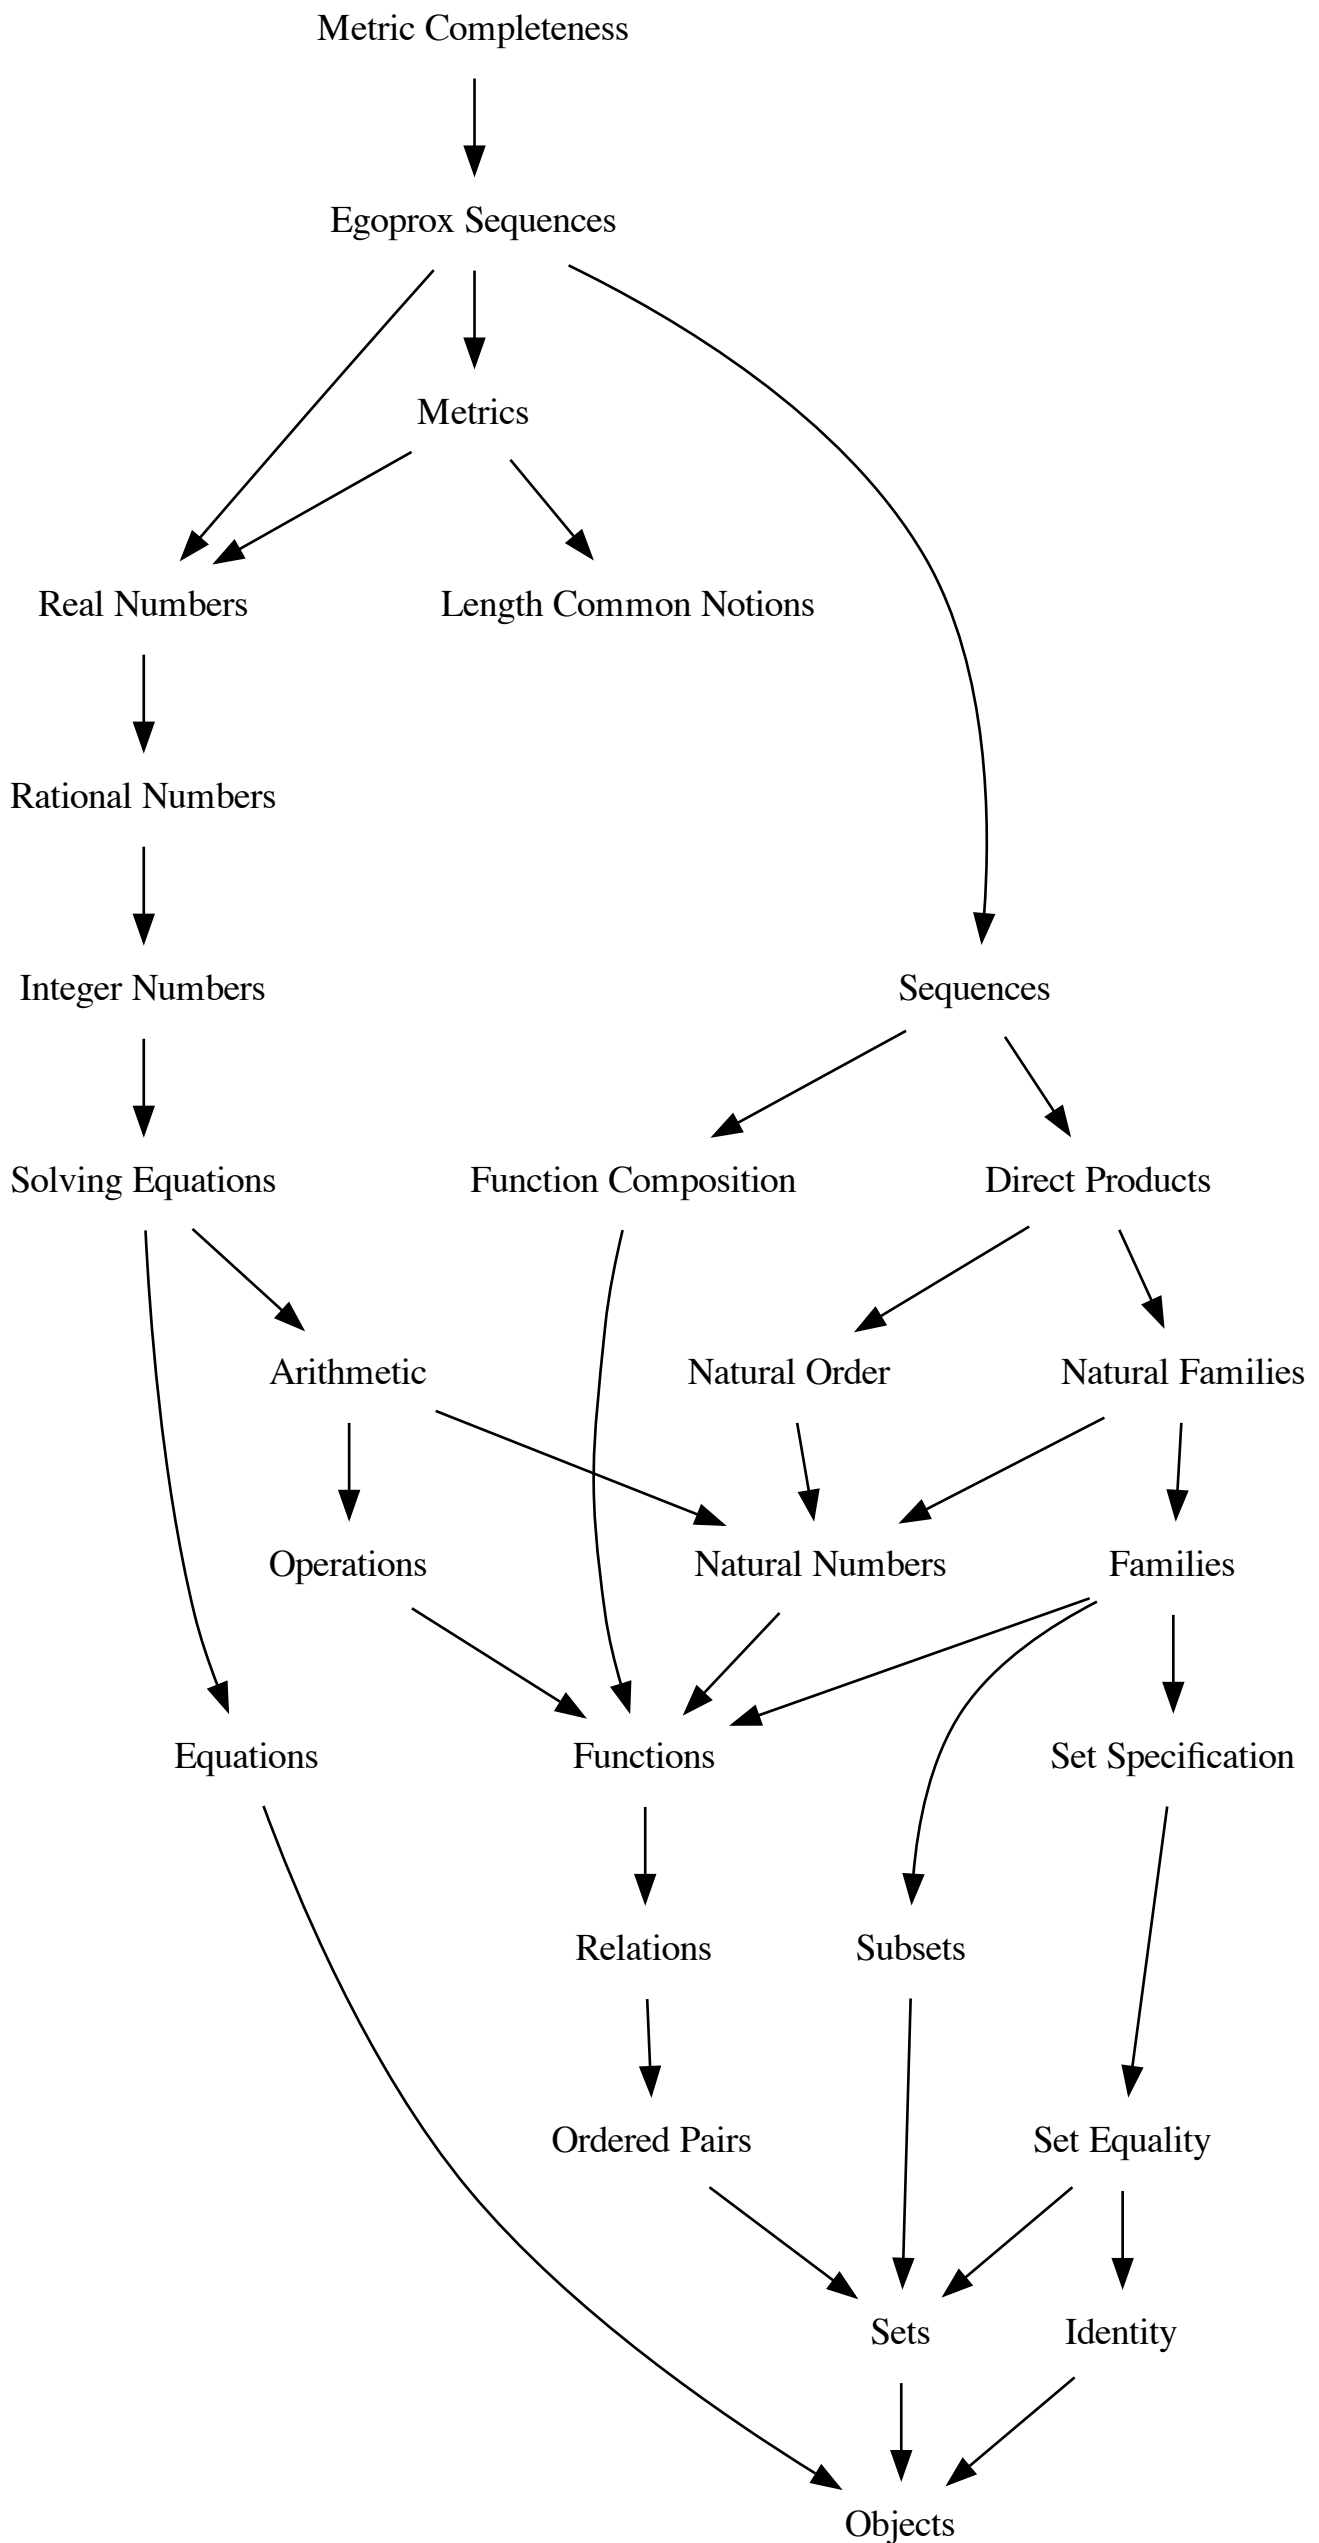 Metric Completeness
Egoprox Sequences
Metrics
Real Numbers
Length Common Notions
Rational Numbers
Integer Numbers
Sequences
Solving Equations
Function Composition
Direct Products
Arithmetic
Natural Order
Natural Families
Operations
Natural Numbers
Families
Equations
Functions
Set Specification
Relations
Subsets
Ordered Pairs
Set Equality
Sets
Identity
Objects